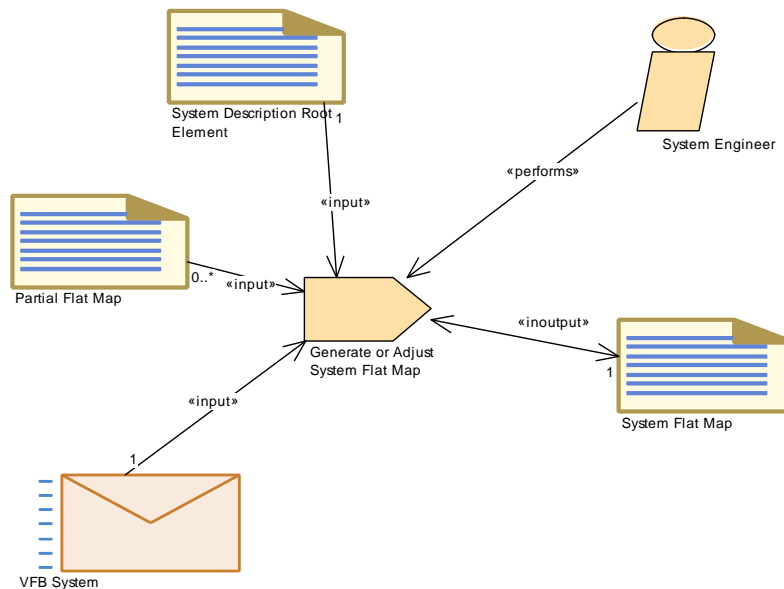 System Description Root
Element
1
System Engineer
«performs»
«input»
Partial Flat Map
0..*
«input»
Generate or Adjust
System Flat Map
«inoutput»
1
System Flat Map
«input»
1
VFB System